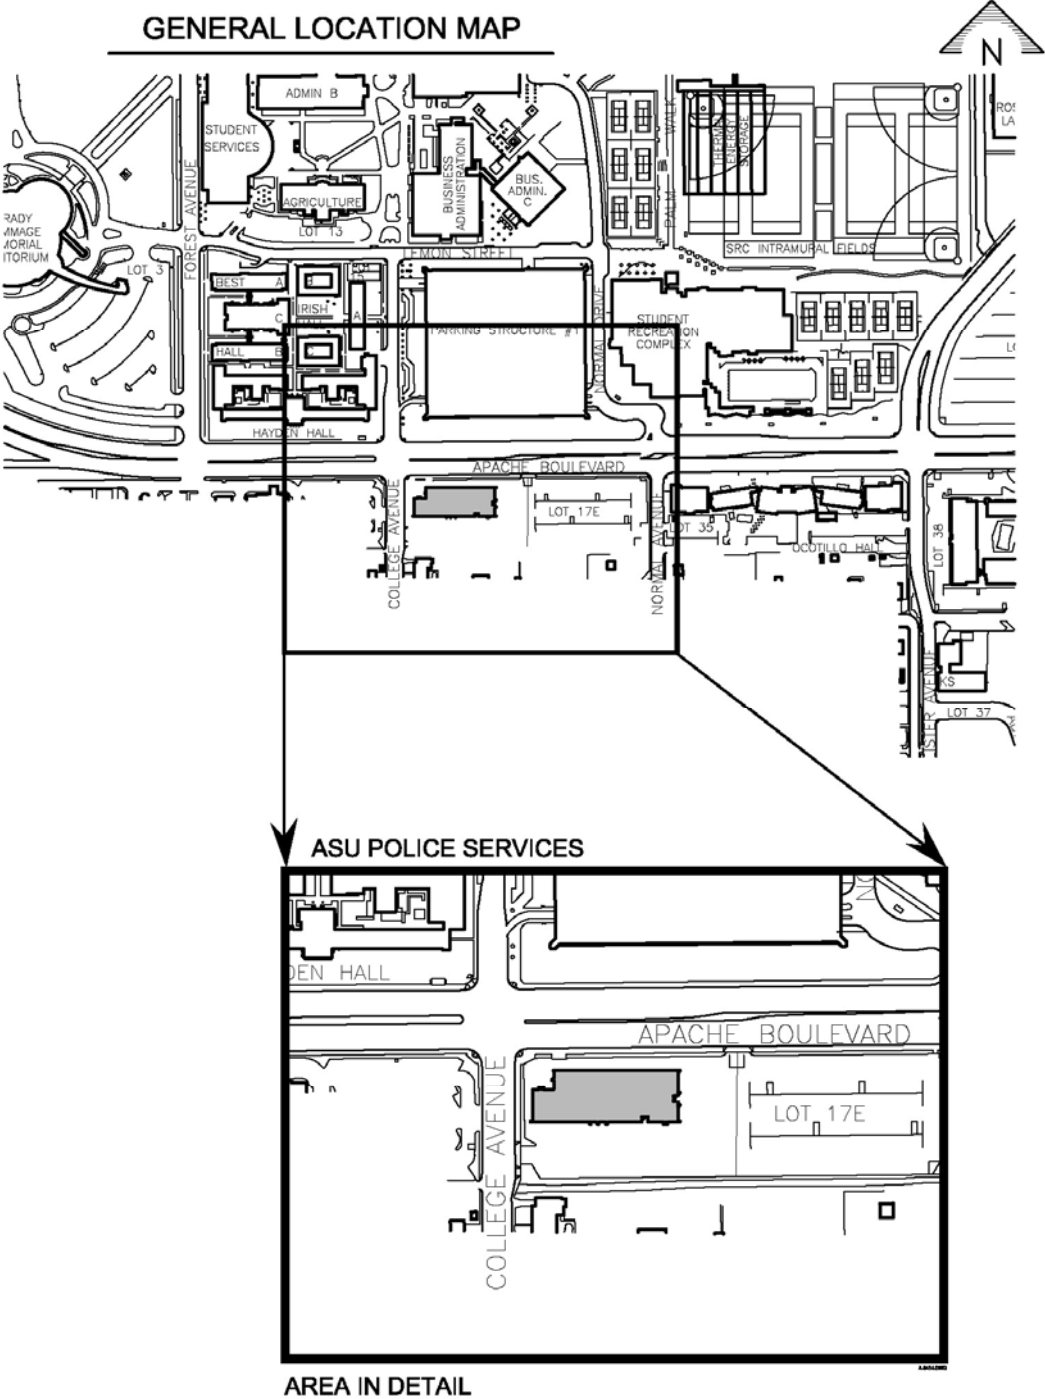 GENERAL LOCATION MAP
N
ADMIN B
STUDENT
SERVICES
AGRICULTURE
LOT 13
BUSINESS
ADMINISTRATION
BUS.
ADMIN.
C
PALM WALK
THERMAL
ENERGY
STORAGE
SRC INTRAMURAL FIELDS
FOREST AVENUE
LOT 3
LEMON STREET
BEST
A
C
HALL
B
IRISH
A
C
PARKING STRUCTURE #1
NORMAL DRIVE
STUDENT
RECREATION
COMPLEX
HAYDEN HALL
APACHE BOULEVARD
COLLEGE AVENUE
LOT 17E
NORMAL AVENUE
LOT 35
OCOTILLO HALL
LOT 38
LOT 37
ASU POLICE SERVICES
DEN HALL
APACHE BOULEVARD
COLLEGE AVENUE
LOT 17E
AREA IN DETAIL